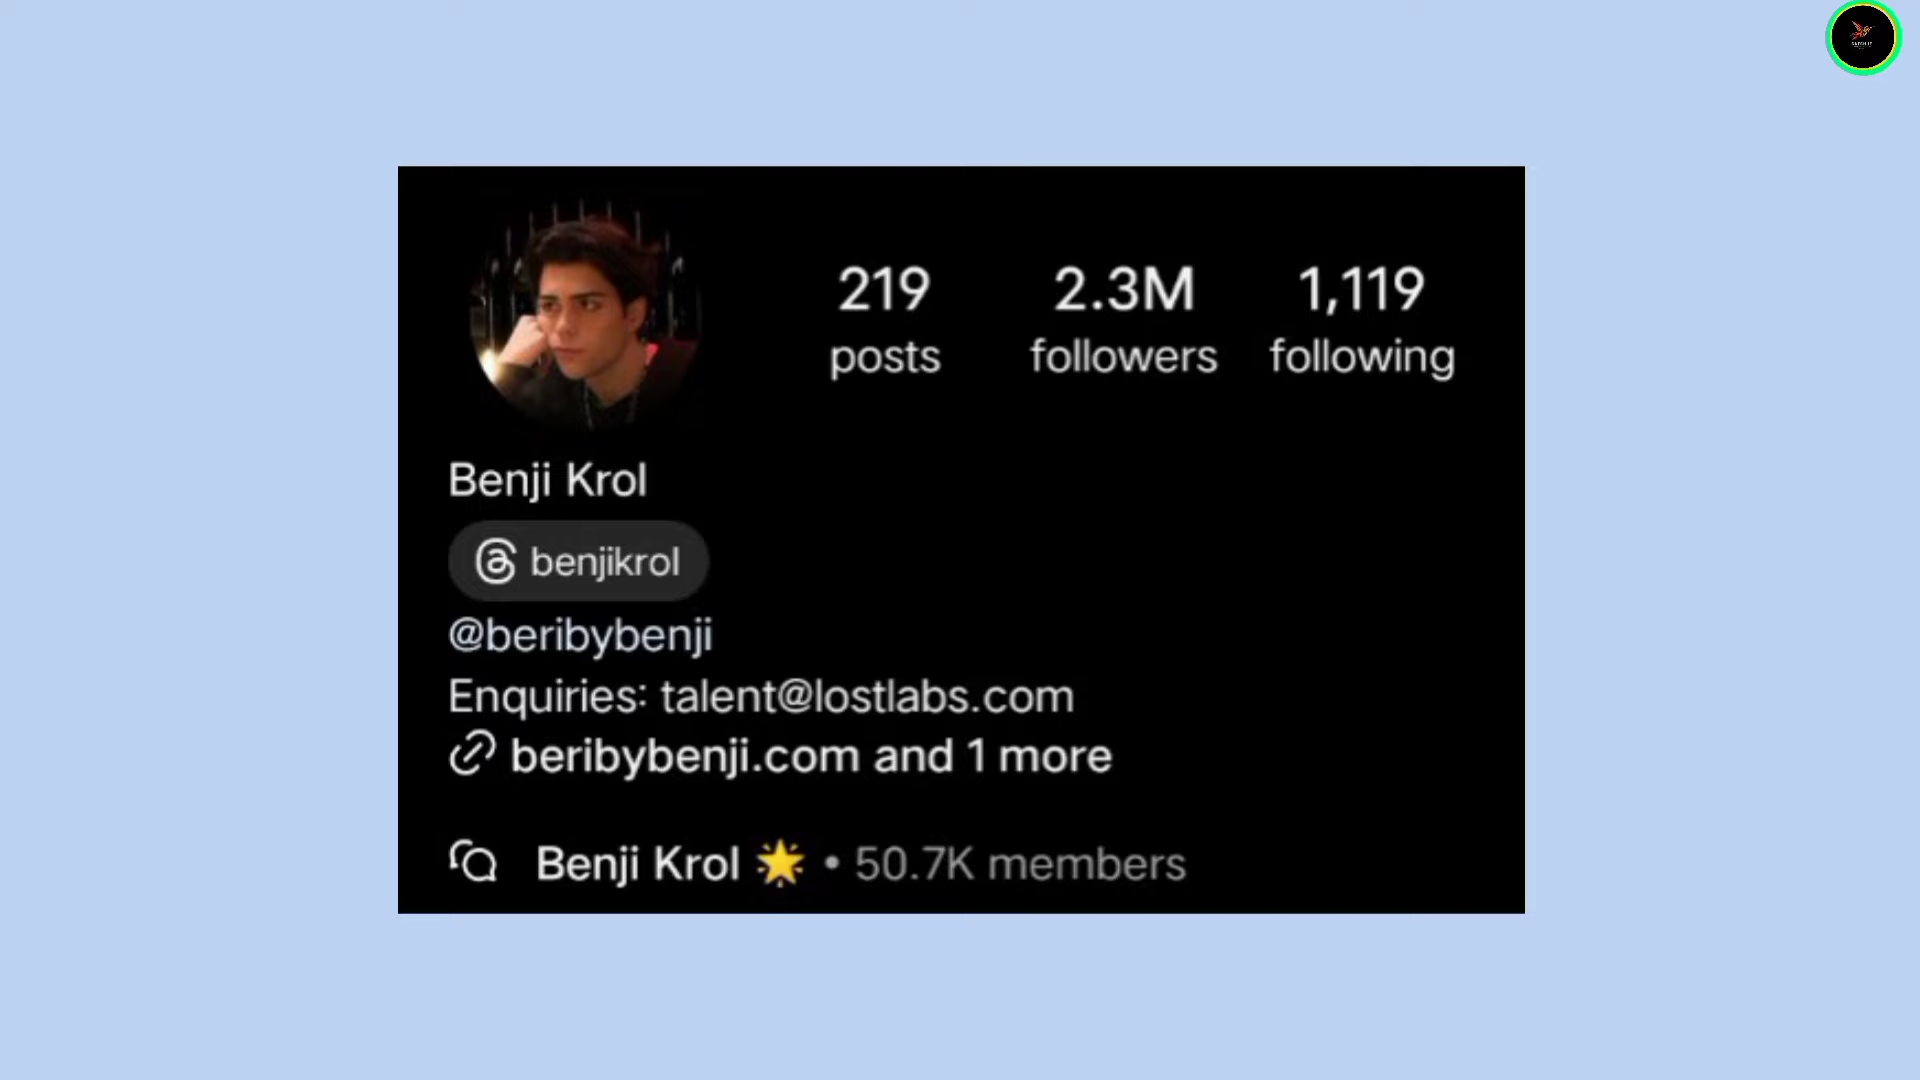 219 2.3M 1,119
posts followers following
Benji Krol
benjikrol
@beribybenji
Enquiries: talent@lostlabs.com
beribybenji.com and 1 more
Benji Krol 🌟 • 50.7K members